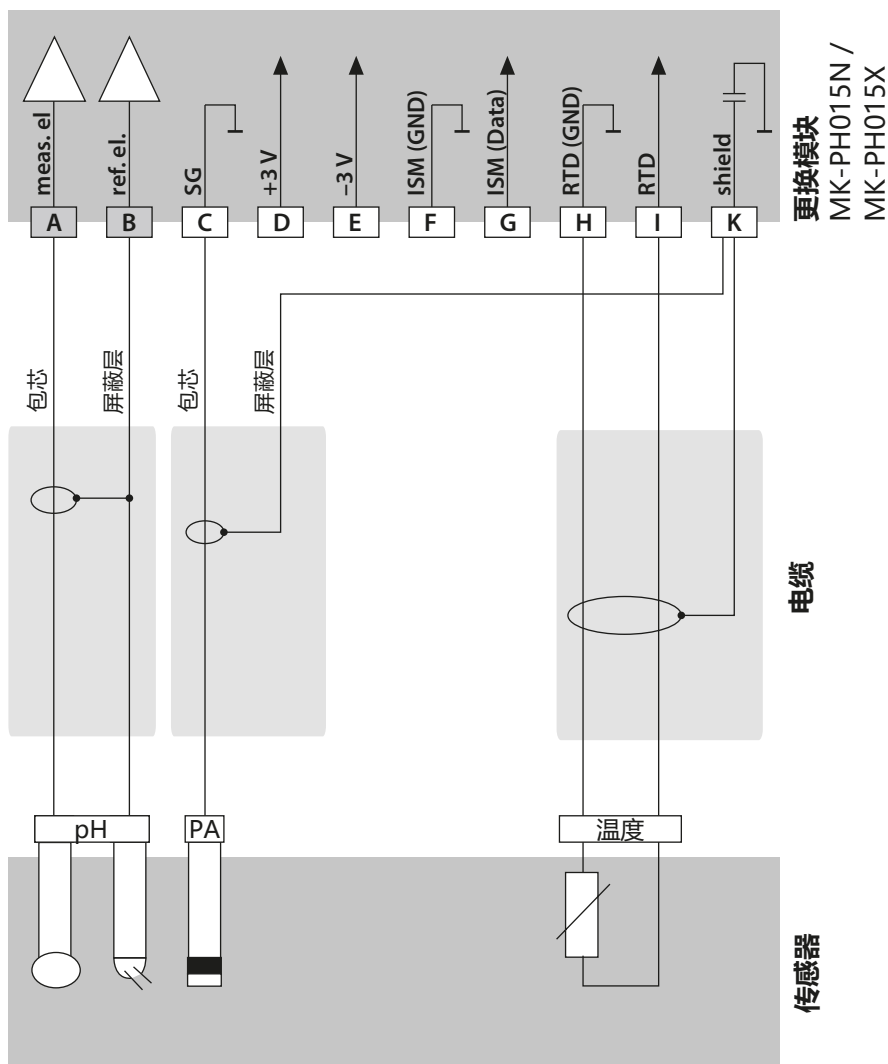 meas. el
ref. el.
SG
+3 V
−3 V
ISM (GND)
ISM (Data)
RTD (GND)
RTD
shield
A
B
C
D
E
F
G
H
I
K
更换模块
MK-PH015N /
MK-PH015X
包芯
屏蔽层
包芯
屏蔽层
电缆
pH
PA
温度
传感器